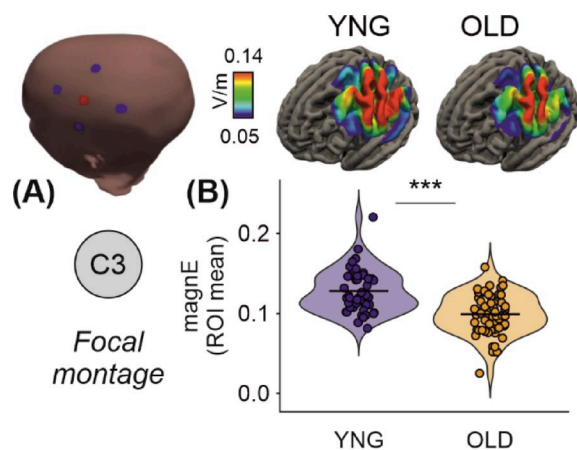 YNG OLD
0.14
V/m
0.05
(A)
(B)
***
C3
Focal
montage
magnE
(ROI mean)
0.2
0.1
0.0
YNG OLD